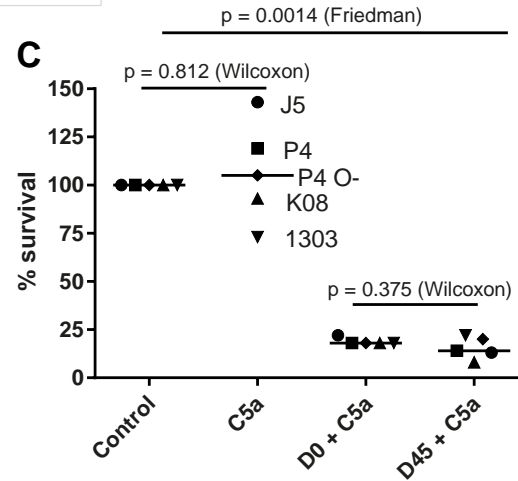 p = 0.0014 (Friedman)
C
p = 0.812 (Wilcoxon)
150
125
100
75
50
25
0
% survival
J5
P4
P4 O-
K08
1303
p = 0.375 (Wilcoxon)
Control
C5a
D0 + C5a
D45 + C5a